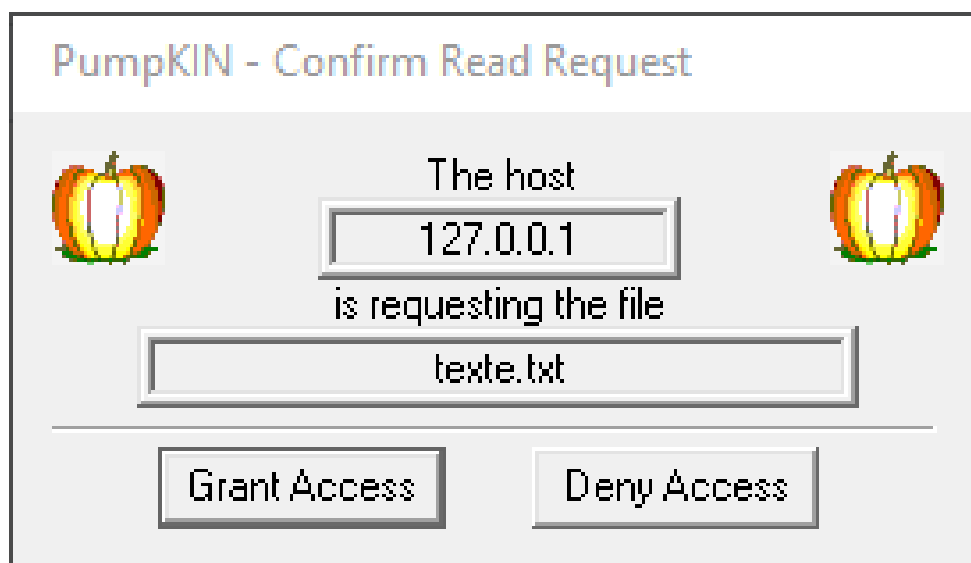 PumpKIN - Confirm Read Request
The host
127.0.0.1
is requesting the file
texte.txt
Grant Access
Deny Access